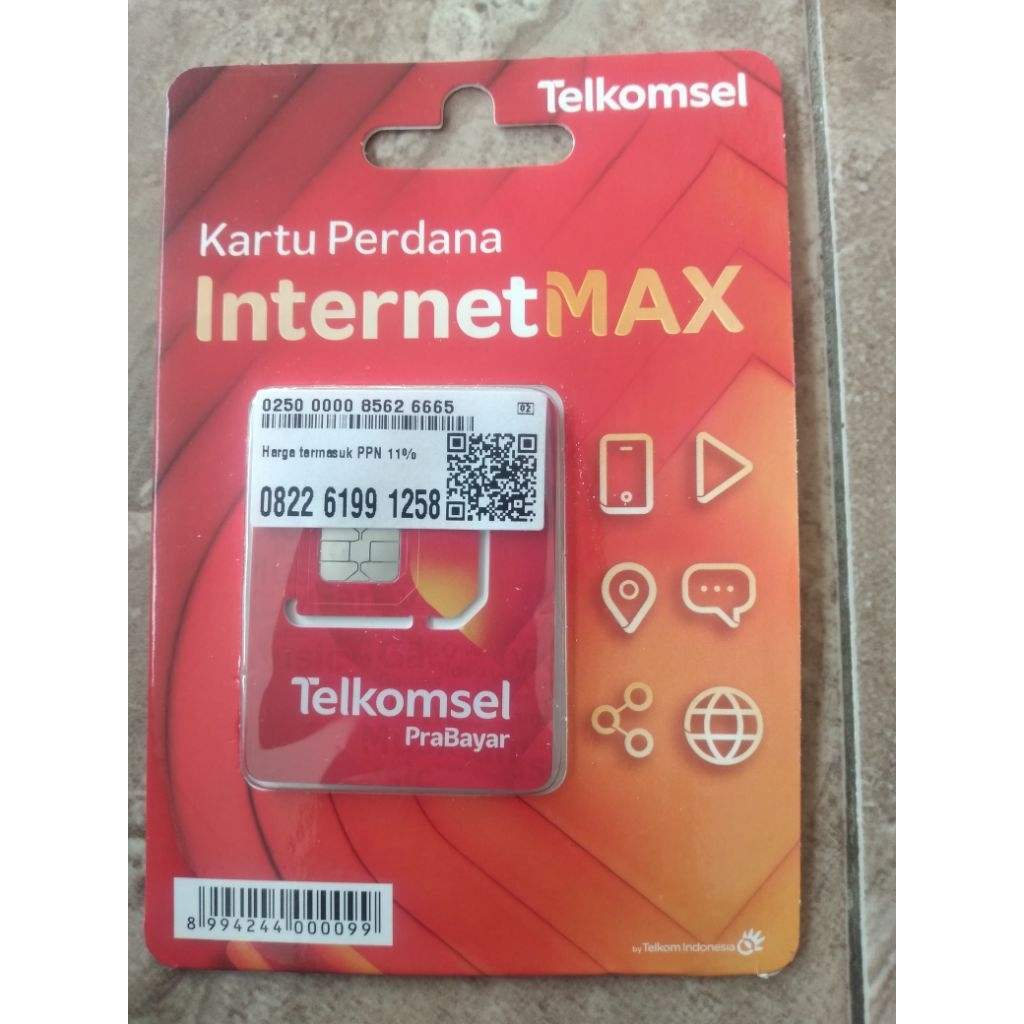 Telkomsel
Kartu Perdana
InternetMAX
0250 0000 8562 6665
02
Harga termasuk PPN 11%
0822 6199 1258
Telkomsel
PraBayar
8 994244 000099
by Telkom Indonesia